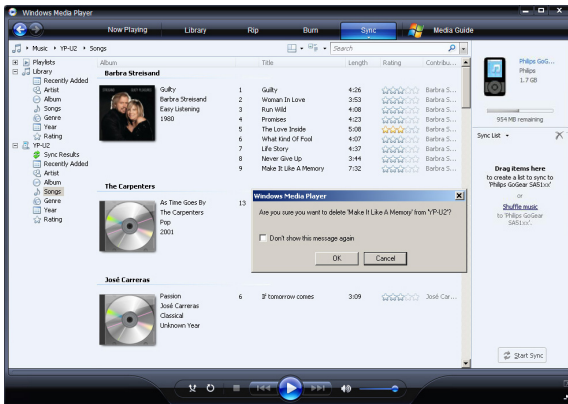 Windows Media Player
Now Playing Library Rip Burn Sync Media Guide
Music YP-U2 Songs
Search
Playlists
Library
Recently Added
Artist
Album
Songs
Genre
Year
Rating
YP-U2
Sync Results
Recently Added
Artist
Album
Songs
Genre
Year
Rating
Album Title Length Rating Contribu...
Barbra Streisand
Guilty
Barbra Streisand
Easy Listening
1980
1 Guilty 4:26 Barbra S...
2 Woman In Love 3:53 Barbra S...
3 Run Wild 4:08 Barbra S...
4 Promises 4:23 Barbra S...
5 The Love Inside 5:08 Barbra S...
6 What Kind Of Fool 4:07 Barbra S...
7 Life Story 4:37 Barbra S...
8 Never Give Up 3:44 Barbra S...
9 Make It Like A Memory 7:32 Barbra S...
The Carpenters
As Time Goes By
The Carpenters
Pop
2001
13
Windows Media Player
Are you sure you want to delete 'Make It Like A Memory' from 'YP-U2'?
Don't show this message again
OK Cancel
José Carreras
Passion
José Carreras
Classical
Unknown Year
6 If tomorrow comes 3:09 José Car...
Philips GoG...
Philips
1.7 GB
954 MB remaining
Sync List
Drag items here
to create a list to sync to
'Philips GoGear SA51xx'
or
Shuffle music
to 'Philips GoGear
SA51xx'.
Start Sync